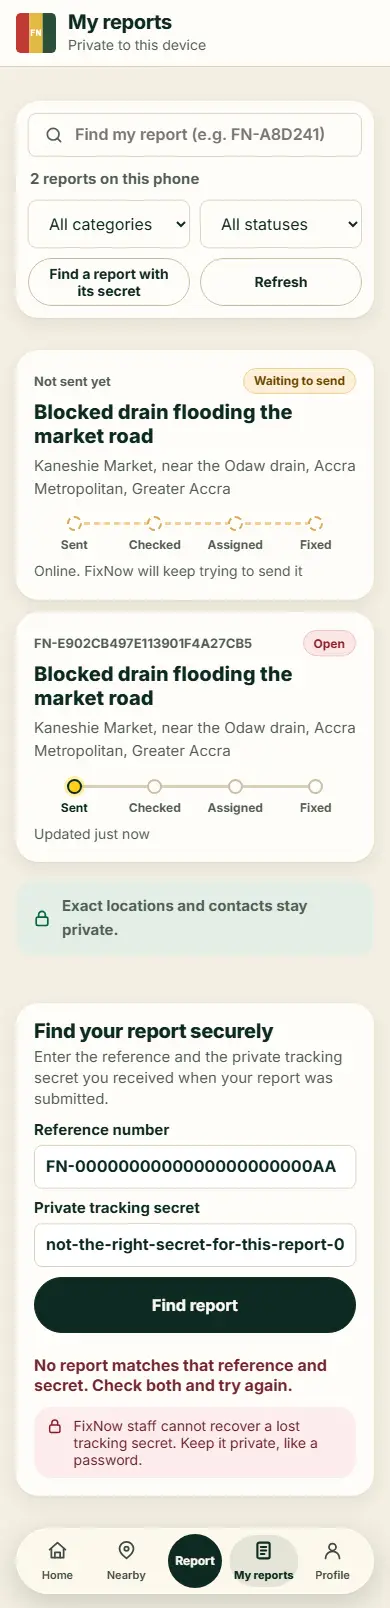 FN
My reports
Private to this device
Find my report (e.g. FN-A8D241)
2 reports on this phone
All categories
All statuses
Find a report with
its secret
Refresh
Not sent yet
Waiting to send
Blocked drain flooding the
market road
Kaneshie Market, near the Odaw drain, Accra
Metropolitan, Greater Accra
Sent
Checked
Assigned
Fixed
Online. FixNow will keep trying to send it
FN-E902CB497E113901F4A27CB5
Open
Blocked drain flooding the
market road
Kaneshie Market, near the Odaw drain, Accra
Metropolitan, Greater Accra
Sent
Checked
Assigned
Fixed
Updated just now
Exact locations and contacts stay
private.
Find your report securely
Enter the reference and the private tracking
secret you received when your report was
submitted.
Reference number
FN-0000000000000000000000AA
Private tracking secret
not-the-right-secret-for-this-report-0
Find report
No report matches that reference and
secret. Check both and try again.
FixNow staff cannot recover a lost
tracking secret. Keep it private, like a
password.
Home
Nearby
Report
My reports
Profile